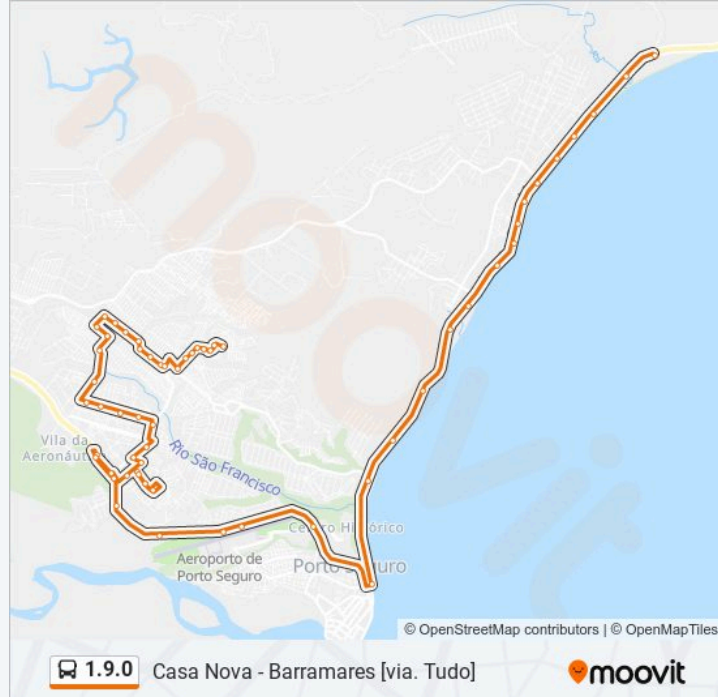 moovit
Vila da
Aeronáut
Rio São Francisco
Centro Histórico
Aeroporto de
Porto Seguro
Porto Seguro
© OpenStreetMap contributors | © OpenMapTiles
1.9.0 Casa Nova - Barramares [via. Tudo]
moovit